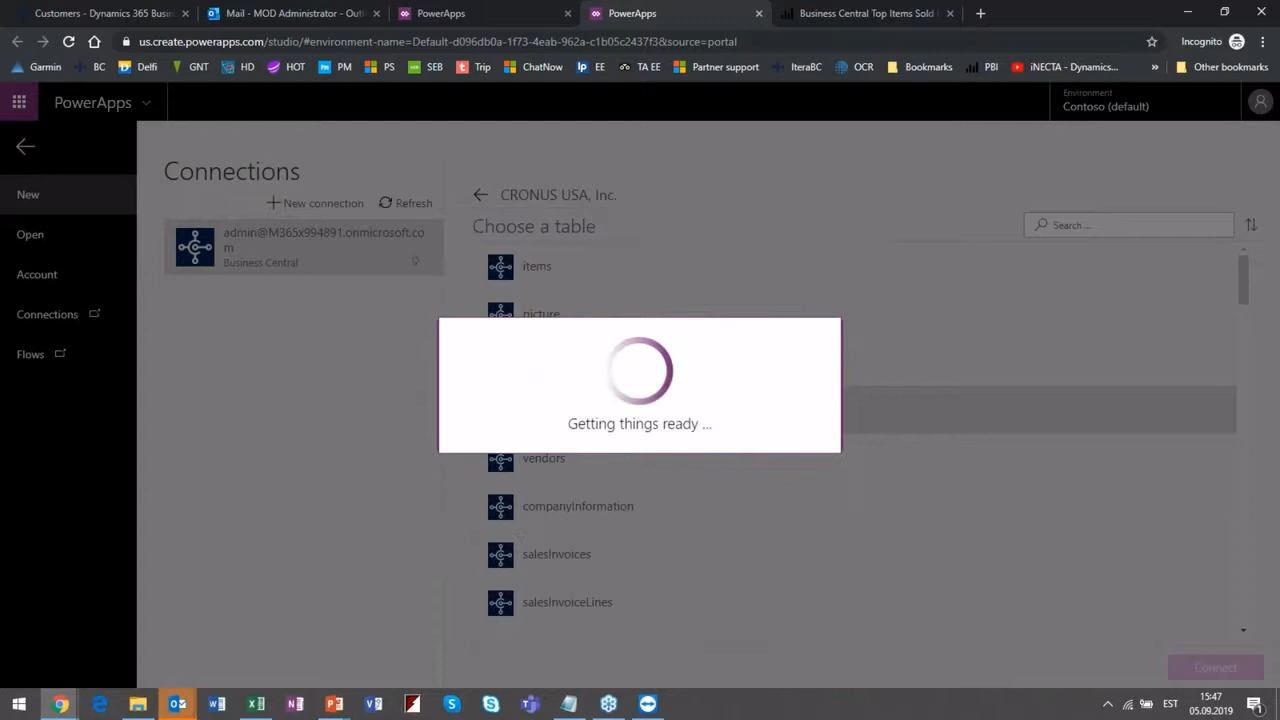 Customers - Dynamics 365 Busin
Mail - MOD Administrator - Outl
PowerApps
PowerApps
Business Central Top Items Sold
us.create.powerapps.com/studio/#environment-name=Default-d096db0a-1f73-4eab-962a-c1b05c2437f3&source=portal
Incognito
Garmin
BC
Delfi
GNT
HD
HOT
PM
PS
SEB
Trip
ChatNow
EE
TA EE
Partner support
IteraBC
OCR
Bookmarks
PBI
iNECTA - Dynamics...
»
Other bookmarks
PowerApps
Environment
Contoso (default)
New
Open
Account
Connections
Flows
Connections
New connection
Refresh
admin@M365x994891.onmicrosoft.co
m
Business Central
CRONUS USA, Inc.
Choose a table
Search ...
items
picture
Getting things ready ...
vendors
companyInformation
salesInvoices
salesInvoiceLines
Connect
EST
15:47
05.09.2019